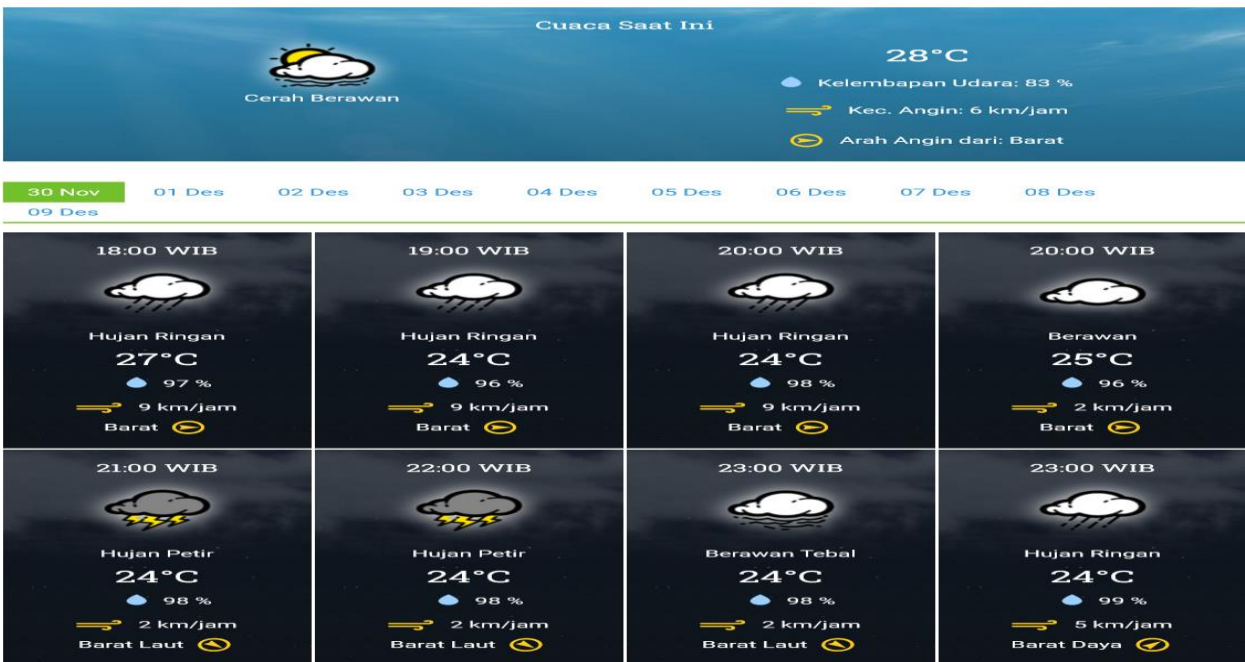 Cuaca Saat Ini
Cerah Berawan
28°C
Kelembapan Udara: 83 %
Kec. Angin: 6 km/jam
Arah Angin dari: Barat
30 Nov 01 Des 02 Des 03 Des 04 Des 05 Des 06 Des 07 Des 08 Des
09 Des
18:00 WIB
Hujan Ringan
27°C
97 %
9 km/jam
Barat
19:00 WIB
Hujan Ringan
24°C
96 %
9 km/jam
Barat
20:00 WIB
Hujan Ringan
24°C
98 %
9 km/jam
Barat
20:00 WIB
Berawan
25°C
96 %
2 km/jam
Barat
21:00 WIB
Hujan Petir
24°C
98 %
2 km/jam
Barat Laut
22:00 WIB
Hujan Petir
24°C
98 %
2 km/jam
Barat Laut
23:00 WIB
Berawan Tebal
24°C
98 %
2 km/jam
Barat Laut
23:00 WIB
Hujan Ringan
24°C
99 %
5 km/jam
Barat Daya